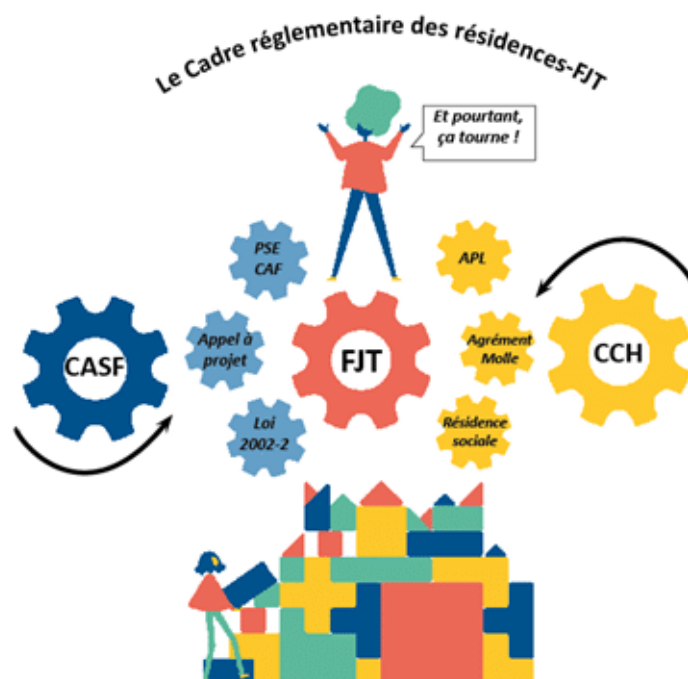 Le Cadre réglementaire des résidences-FJT
Et pourtant,
ça tourne !
PSE
CAF
APL
CASF
Appel à
projet
FJT
Agrément
Molle
CCH
Loi
2002-2
Résidence
sociale